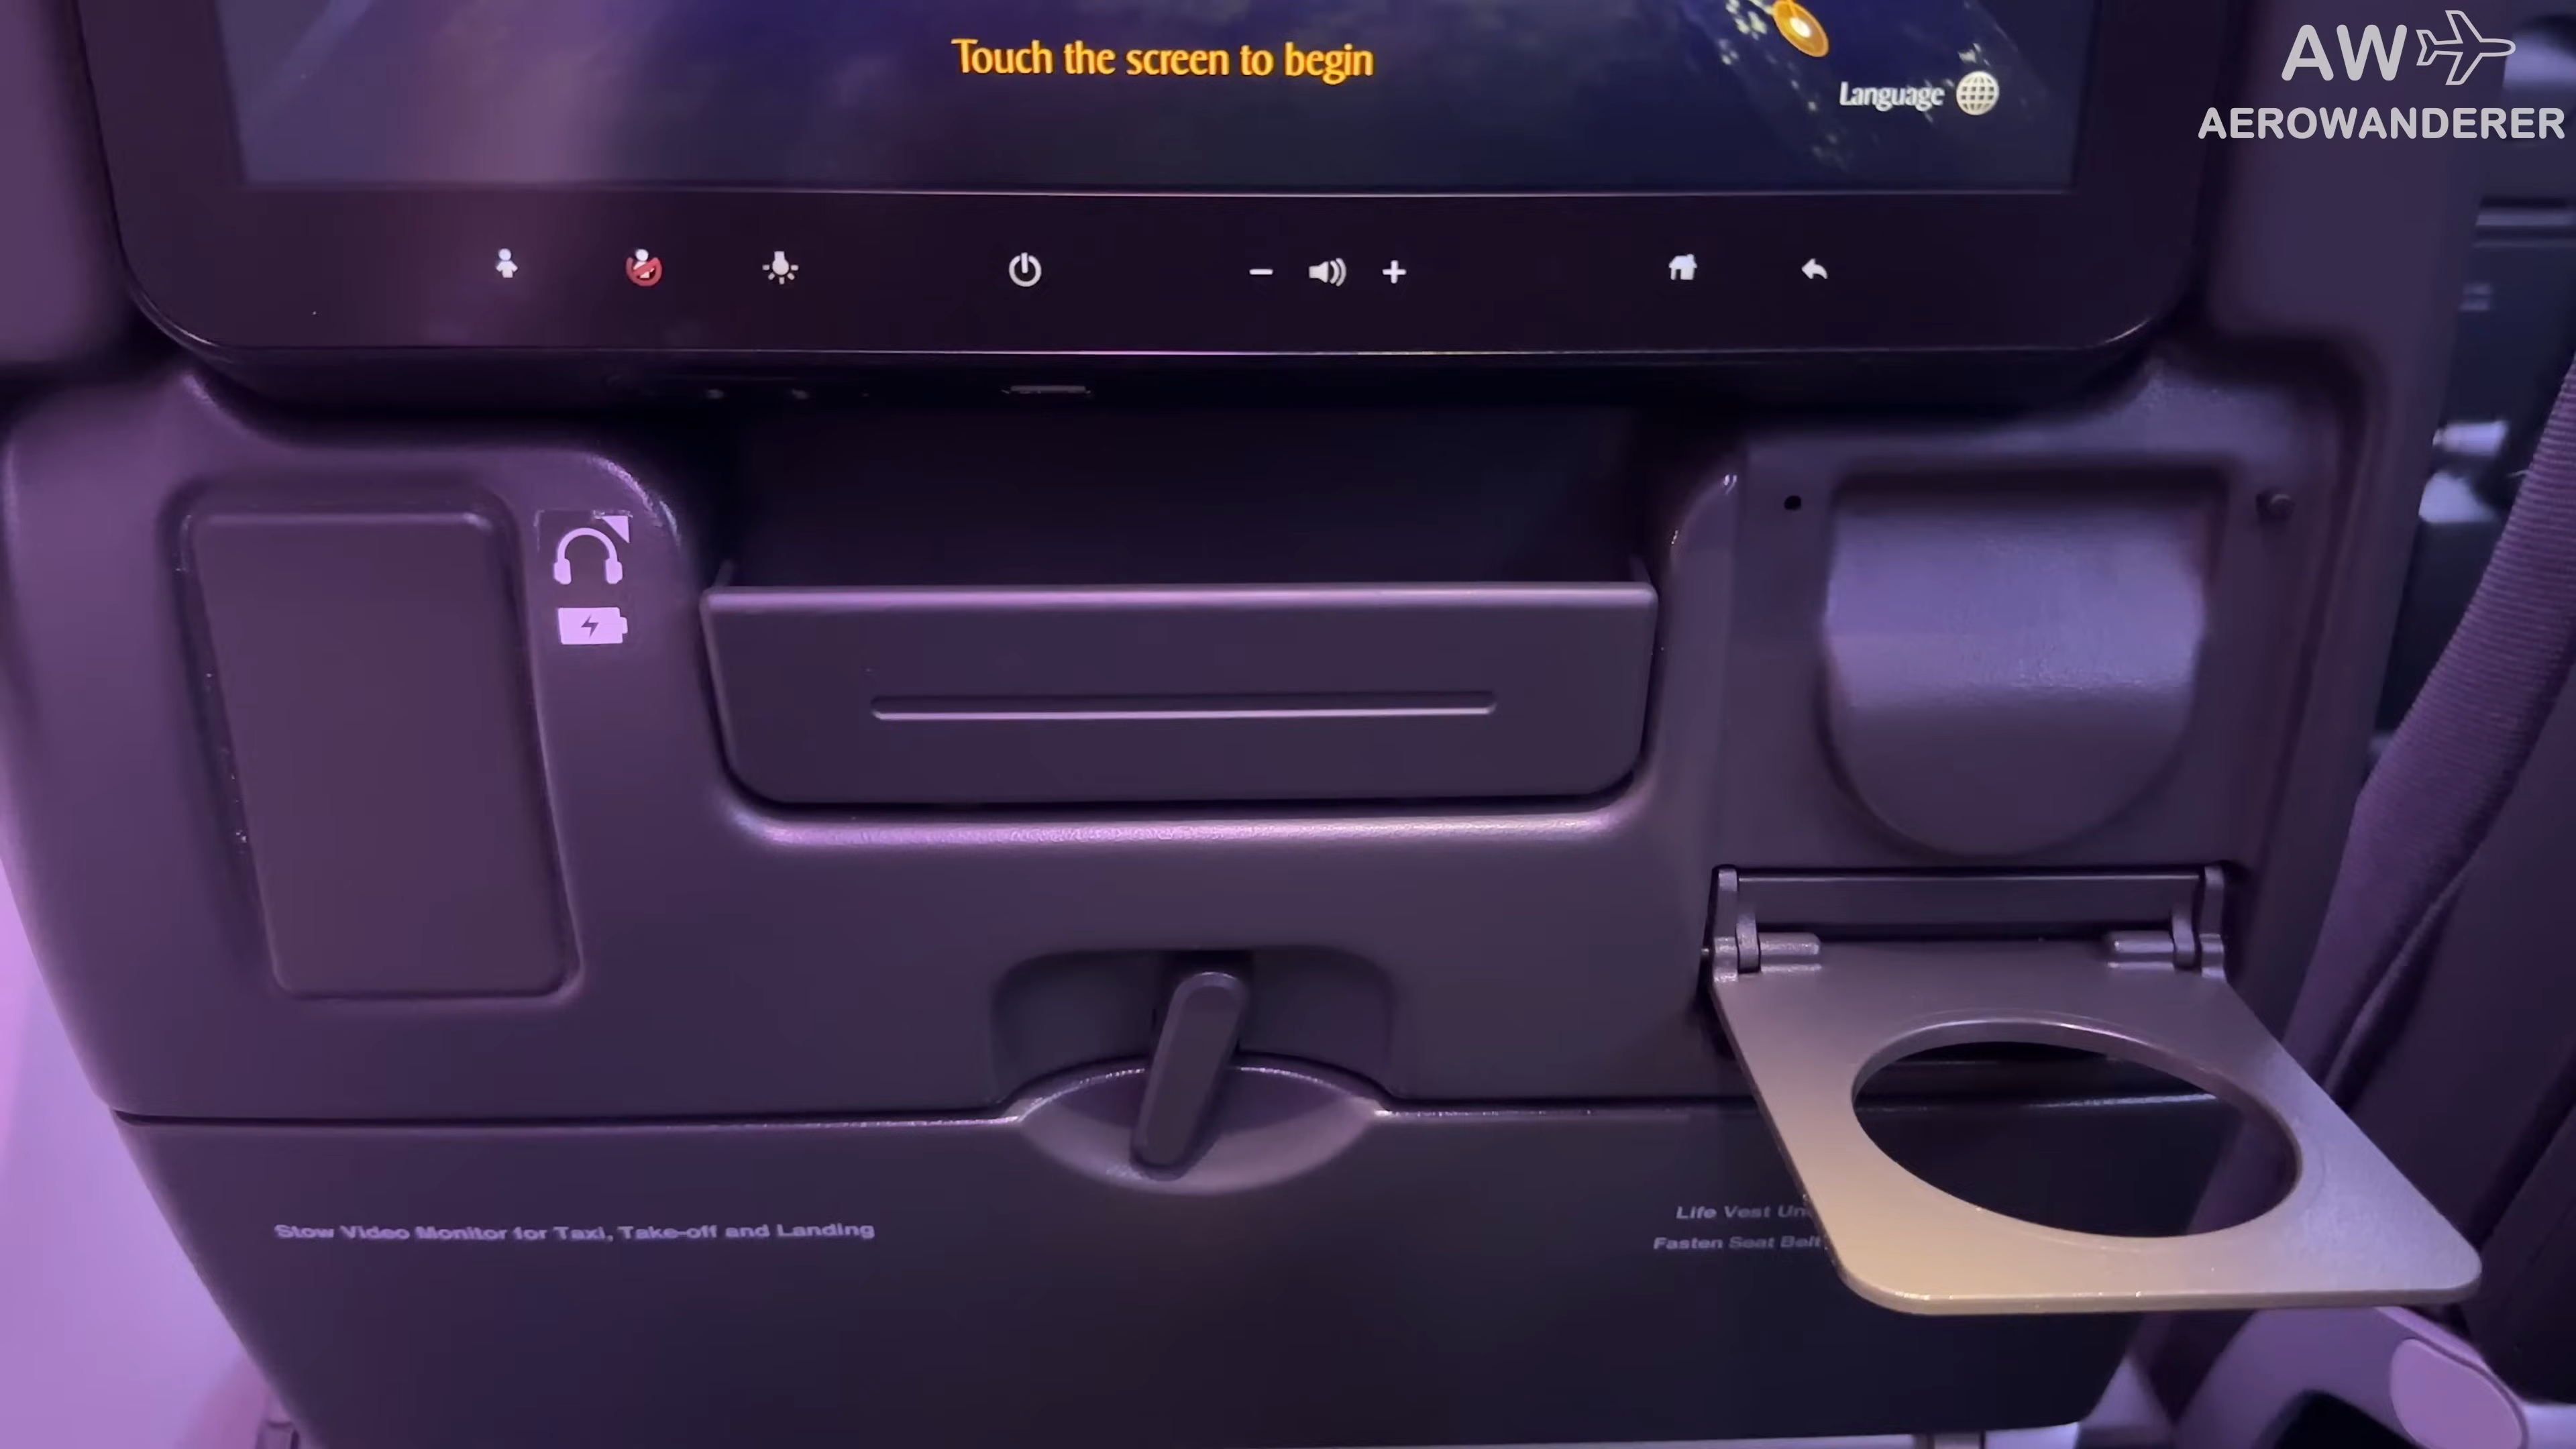 Touch the screen to begin
Language
AW
AEROWANDERER
Stow Video Monitor for Taxi, Take-off and Landing
Life Vest
Fasten Seat Belt